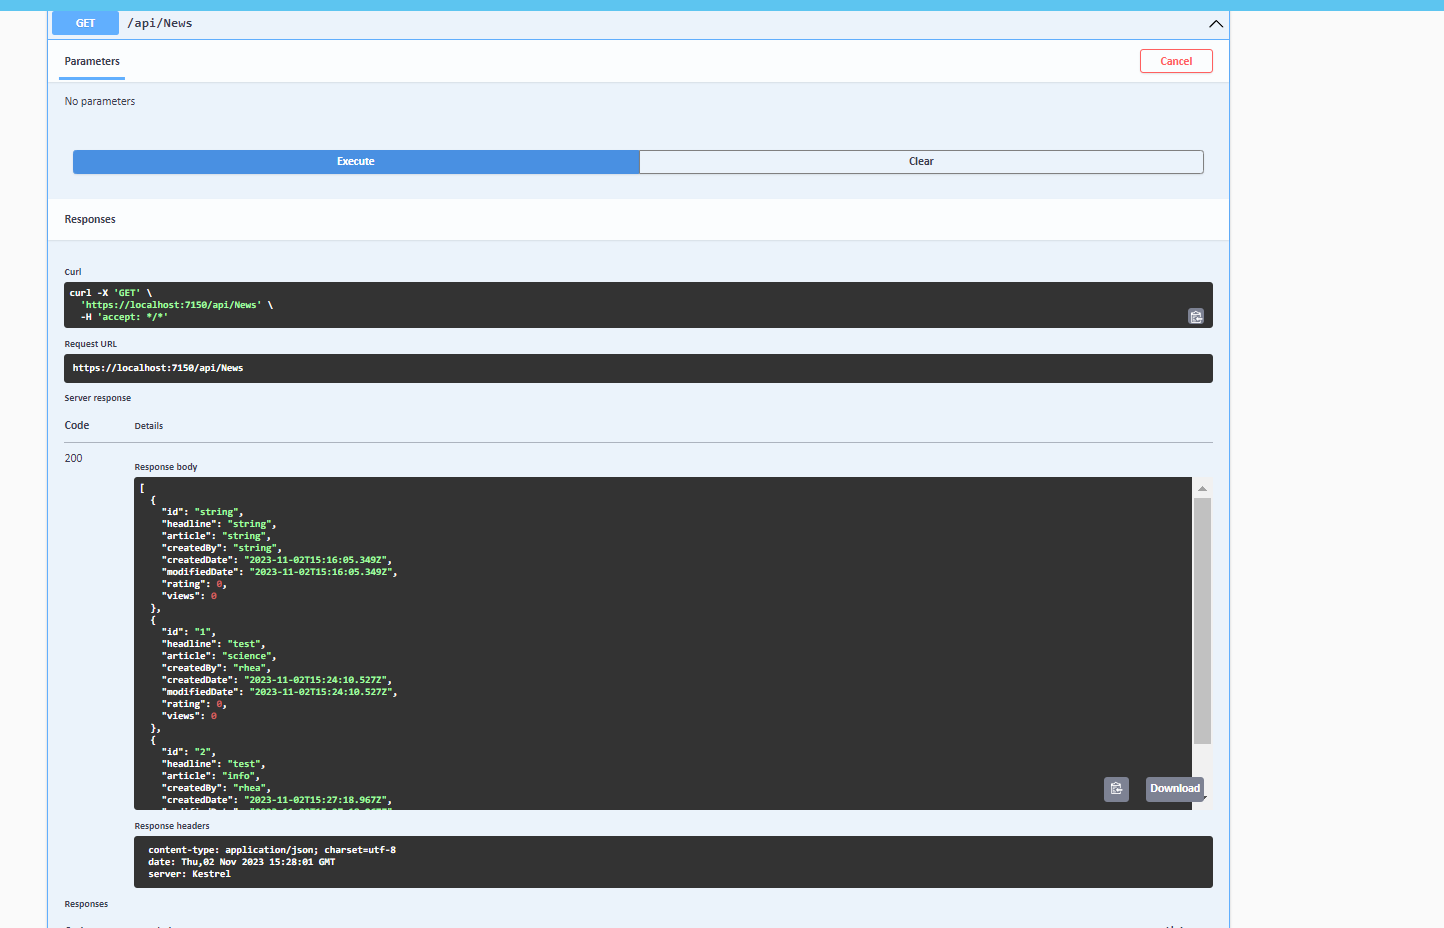 GET /api/News
Parameters
Cancel
No parameters
Execute
Clear
Responses
Curl
curl -X 'GET' \
'https://localhost:7150/api/News' \
-H 'accept: */*'
Request URL
https://localhost:7150/api/News
Server response
Code Details
200
Response body
[
{
"id": "string",
"headline": "string",
"article": "string",
"createdBy": "string",
"createdDate": "2023-11-02T15:16:05.349Z",
"modifiedDate": "2023-11-02T15:16:05.349Z",
"rating": 0,
"views": 0
},
{
"id": "1",
"headline": "test",
"article": "science",
"createdBy": "rhea",
"createdDate": "2023-11-02T15:24:10.527Z",
"modifiedDate": "2023-11-02T15:24:10.527Z",
"rating": 0,
"views": 0
},
{
"id": "2",
"headline": "test",
"article": "info",
"createdBy": "rhea",
"createdDate": "2023-11-02T15:27:18.967Z",
Download
Response headers
content-type: application/json; charset=utf-8
date: Thu,02 Nov 2023 15:28:01 GMT
server: Kestrel
Responses